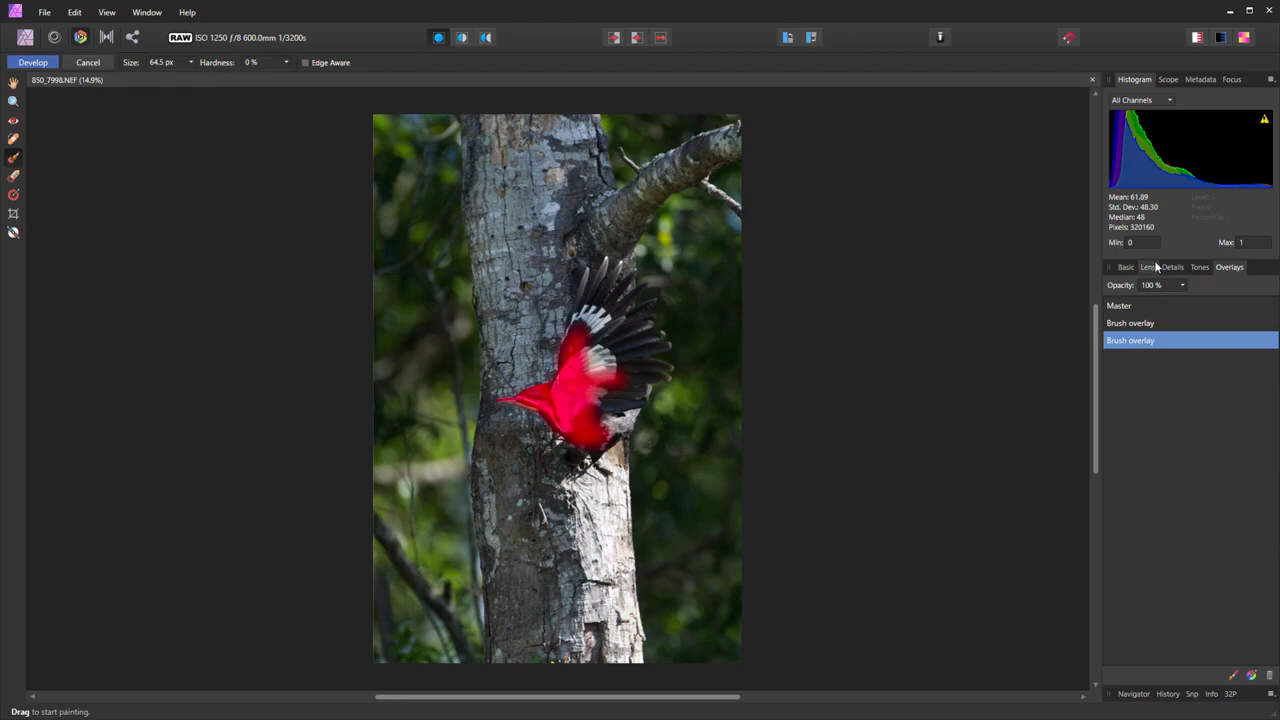 File Edit View Window Help
RAW ISO 1250 ƒ/8 600.0mm 1/3200s
Develop Cancel Size: 64.5 px Hardness: 0 % Edge Aware
850_7998.NEF (14.9%)
Histogram Scope Metadata Focus
All Channels
Mean: 61.89
Std. Dev.: 48.30
Median: 48
Pixels: 320160
Min: 0 Max: 1
Basic Lens Details Tones Overlays
Opacity: 100 %
Master
Brush overlay
Brush overlay
Navigator History Snp Info 32P
Drag to start painting.